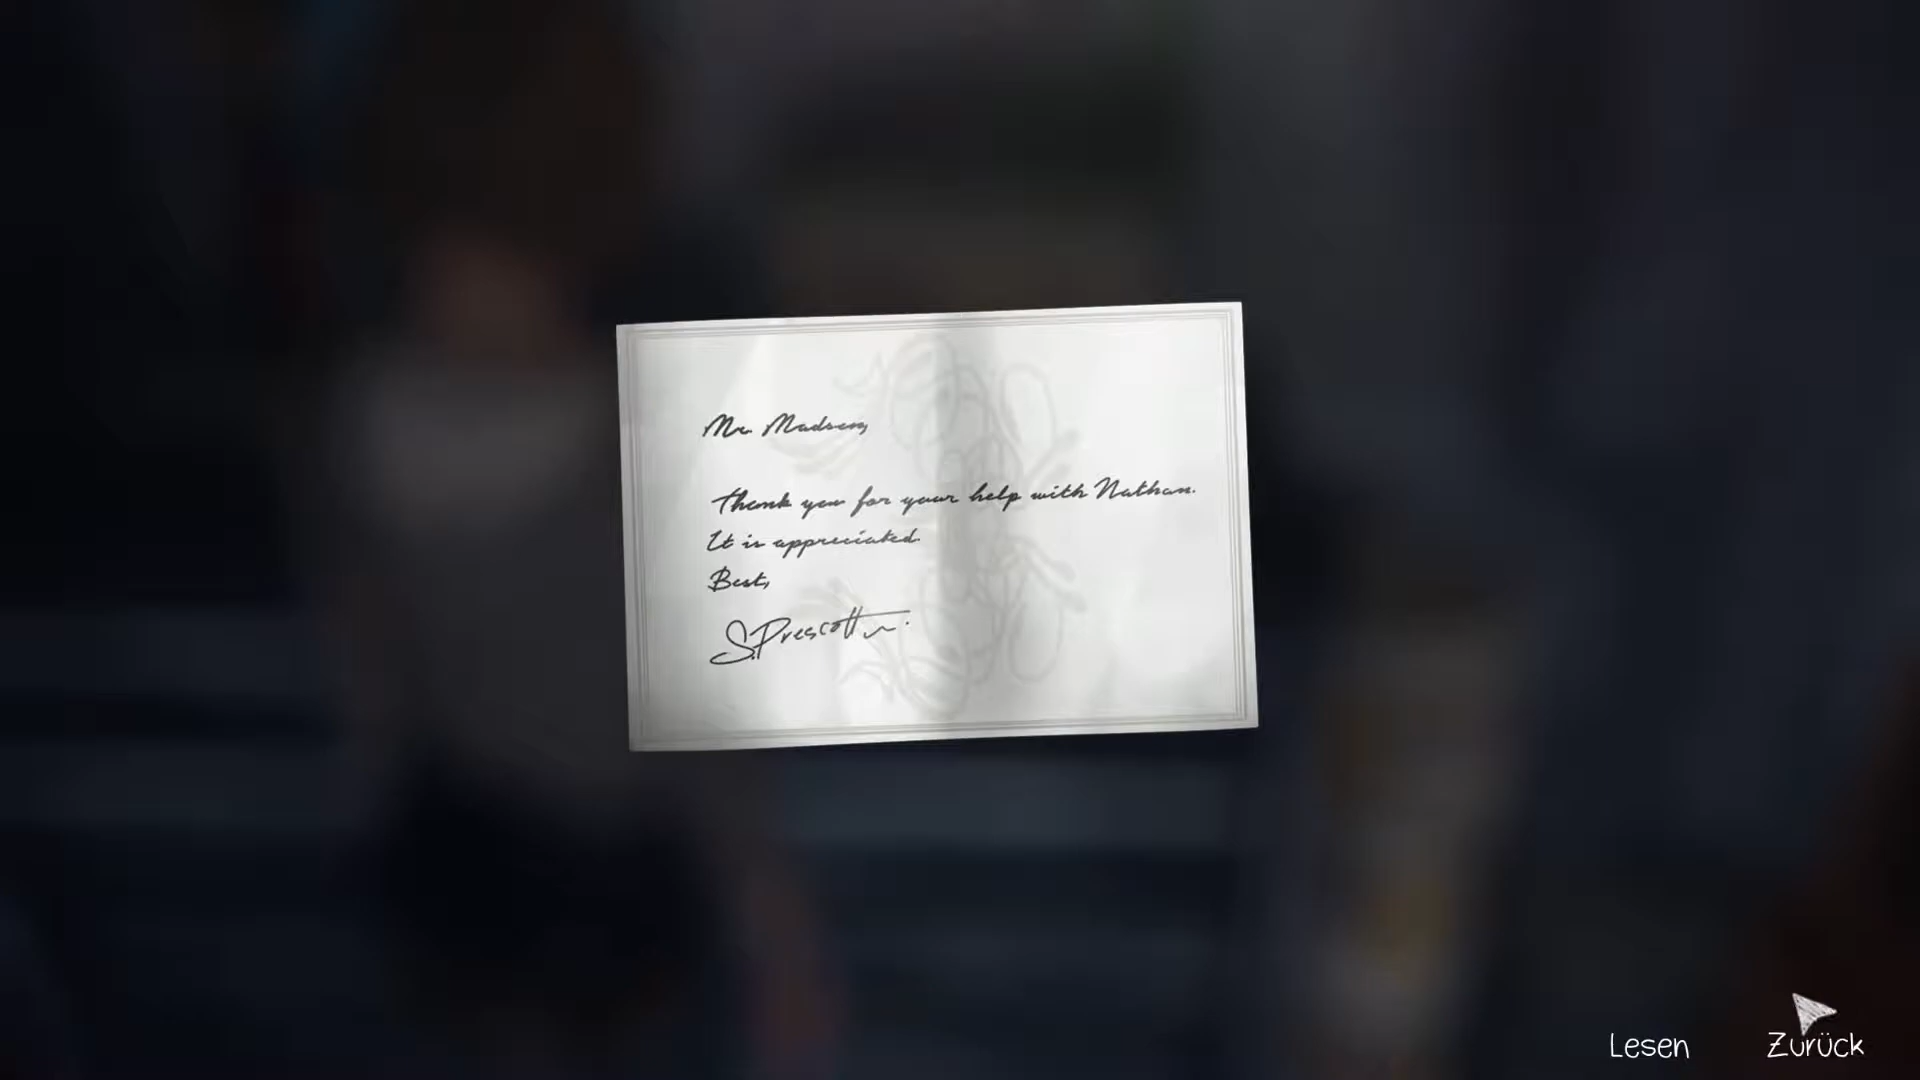 Mr. Madsen,
Thank you for your help with Nathan.
It is appreciated.
Best,
S.Prescott
Lesen
Zurück